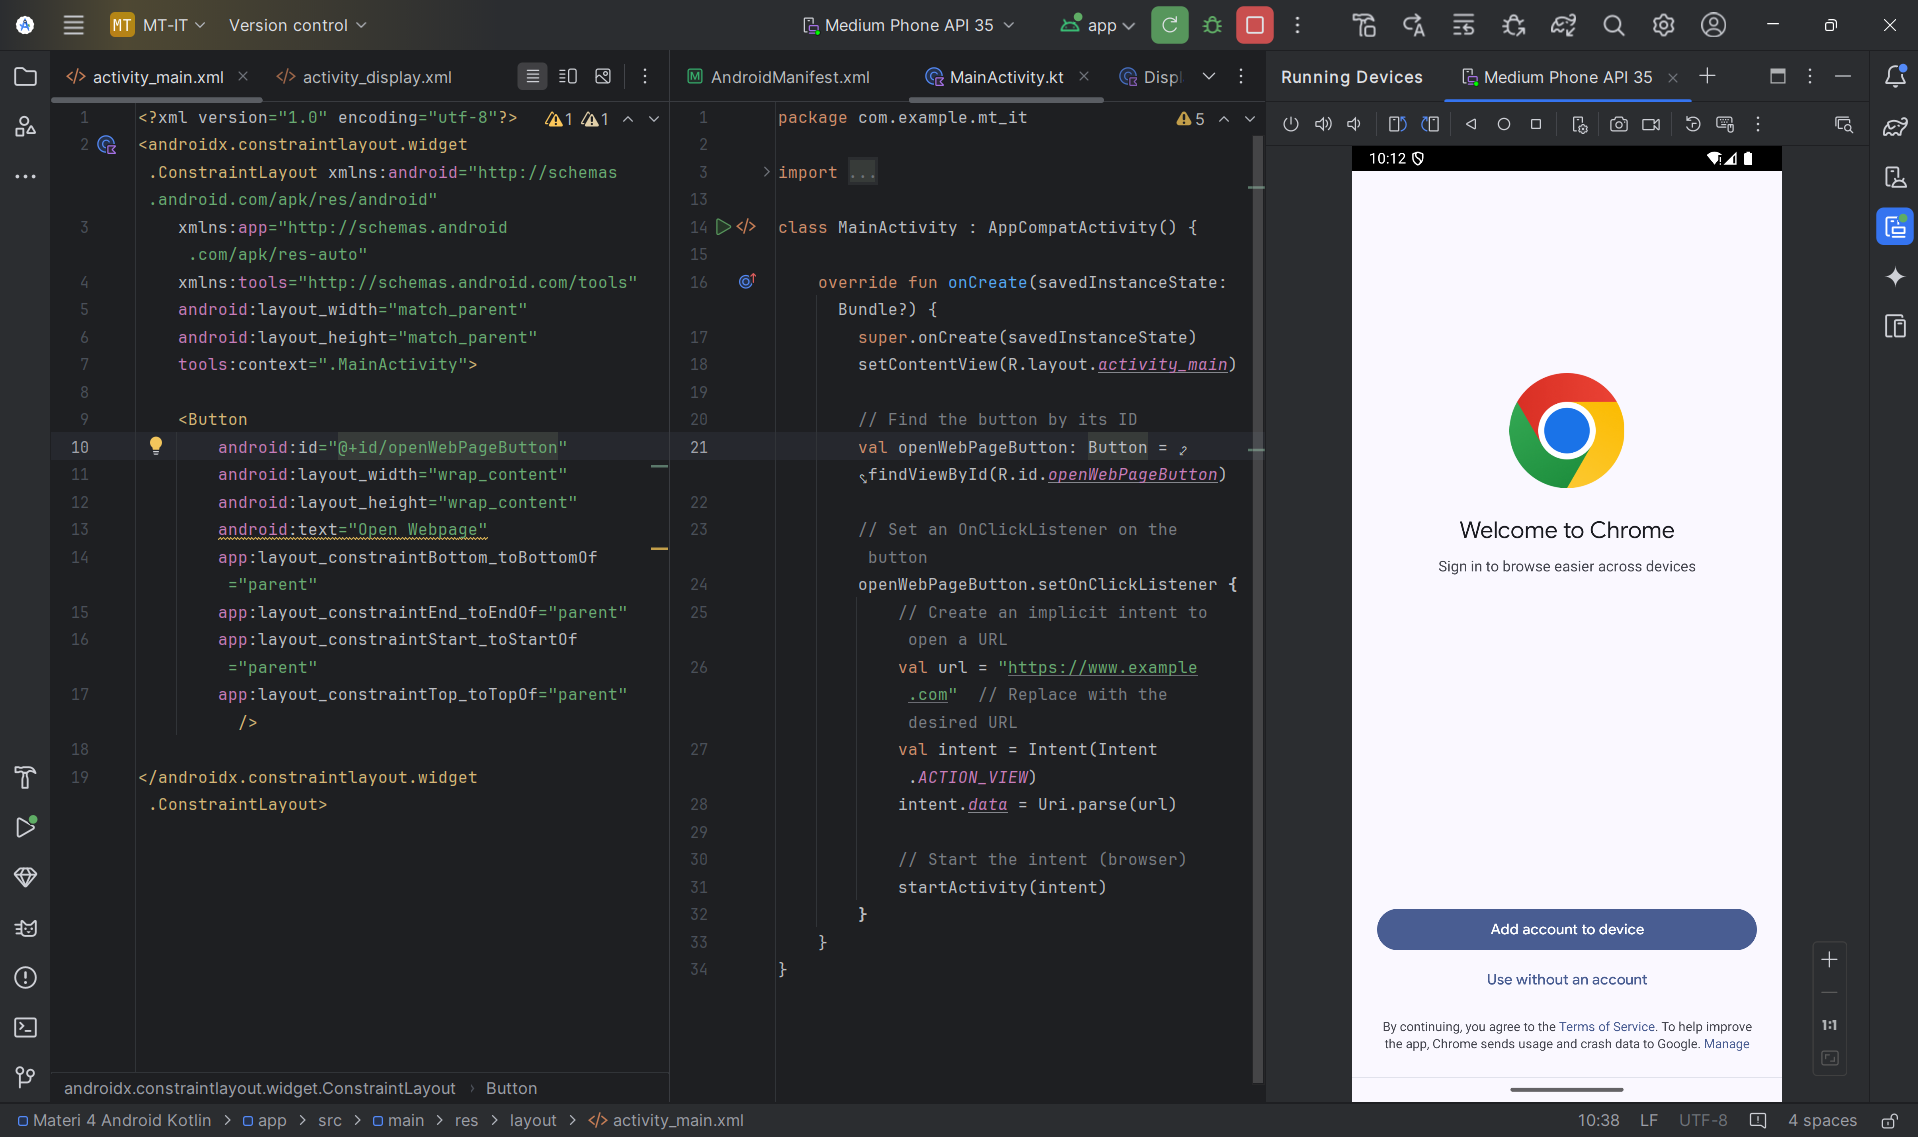 MT MT-IT Version control Medium Phone API 35 app
activity_main.xml activity_display.xml
AndroidManifest.xml MainActivity.kt Displ
Running Devices Medium Phone API 35
1 <?xml version="1.0" encoding="utf-8"?> 1 1
2 <androidx.constraintlayout.widget
.ConstraintLayout xmlns:android="http://schemas
.android.com/apk/res/android"
3 xmlns:app="http://schemas.android
.com/apk/res-auto"
4 xmlns:tools="http://schemas.android.com/tools"
5 android:layout_width="match_parent"
6 android:layout_height="match_parent"
7 tools:context=".MainActivity">
8
9 <Button
10 android:id="@+id/openWebPageButton"
11 android:layout_width="wrap_content"
12 android:layout_height="wrap_content"
13 android:text="Open Webpage"
14 app:layout_constraintBottom_toBottomOf
="parent"
15 app:layout_constraintEnd_toEndOf="parent"
16 app:layout_constraintStart_toStartOf
="parent"
17 app:layout_constraintTop_toTopOf="parent"
/>
18
19 </androidx.constraintlayout.widget
.ConstraintLayout>
androidx.constraintlayout.widget.ConstraintLayout Button
1 package com.example.mt_it 5
2
3 import ...
13
14 class MainActivity : AppCompatActivity() {
15
16 override fun onCreate(savedInstanceState:
Bundle?) {
17 super.onCreate(savedInstanceState)
18 setContentView(R.layout.activity_main)
19
20 // Find the button by its ID
21 val openWebPageButton: Button =
findViewById(R.id.openWebPageButton)
22
23 // Set an OnClickListener on the
button
24 openWebPageButton.setOnClickListener {
25 // Create an implicit intent to
open a URL
26 val url = "https://www.example
.com" // Replace with the
desired URL
27 val intent = Intent(Intent
.ACTION_VIEW)
28 intent.data = Uri.parse(url)
29
30 // Start the intent (browser)
31 startActivity(intent)
32 }
33 }
34 }
10:12
Welcome to Chrome
Sign in to browse easier across devices
Add account to device
Use without an account
By continuing, you agree to the Terms of Service. To help improve
the app, Chrome sends usage and crash data to Google. Manage
1:1
Materi 4 Android Kotlin > app > src > main > res > layout > activity_main.xml
10:38 LF UTF-8 4 spaces